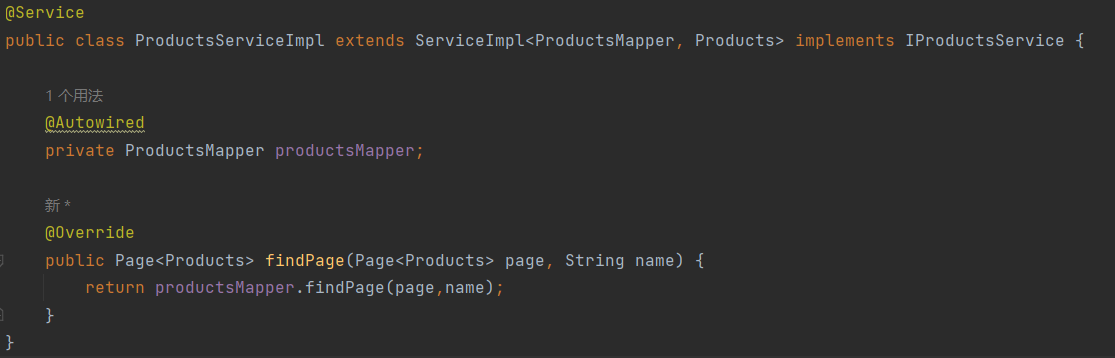 @Service
public class ProductsServiceImpl extends ServiceImpl<ProductsMapper, Products> implements IProductsService {
1 个用法
@Autowired
private ProductsMapper productsMapper;
新 *
@Override
public Page<Products> findPage(Page<Products> page, String name) {
return productsMapper.findPage(page,name);
}
}